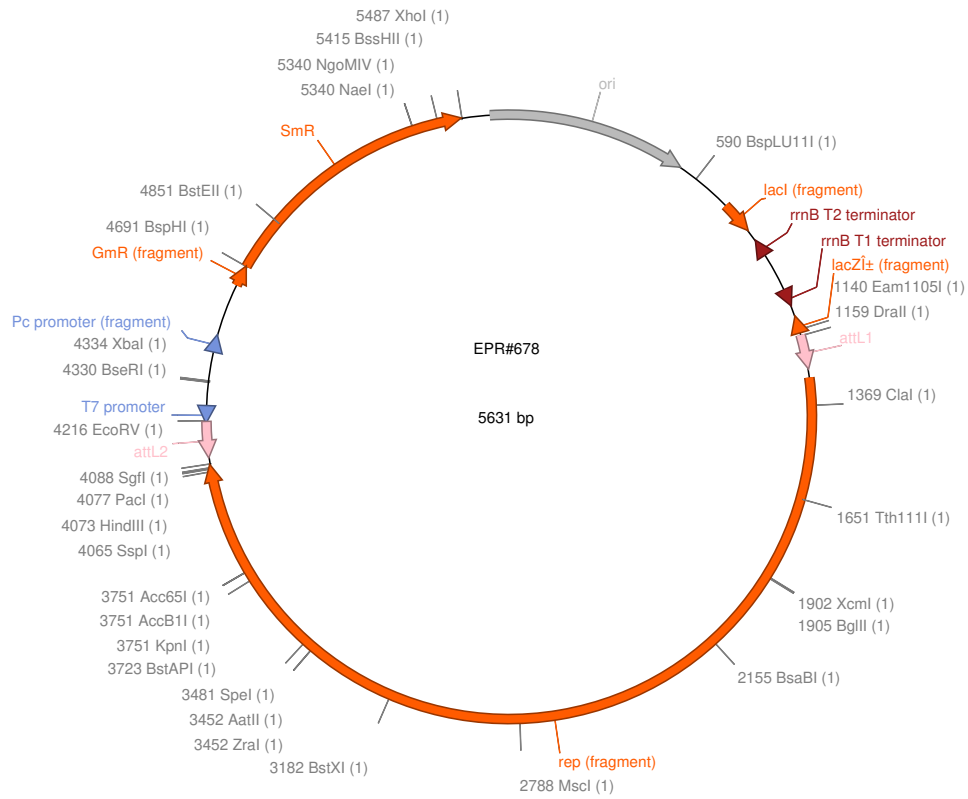 5487 XhoI (1)
5415 BssHII (1)
5340 NgoMIV (1)
5340 NaeI (1)
SmR
4851 BstEII (1)
4691 BspHI (1)
GmR (fragment)
Pc promoter (fragment)
4334 XbaI (1)
4330 BseRI (1)
T7 promoter
4216 EcoRV (1)
attL2
4088 SgfI (1)
4077 PacI (1)
4073 HindIII (1)
4065 SspI (1)
3751 Acc65I (1)
3751 AccB1I (1)
3751 KpnI (1)
3723 BstAPI (1)
3481 SpeI (1)
3452 AatII (1)
3452 ZraI (1)
3182 BstXI (1)
ori
590 BspLU11I (1)
lacI (fragment)
rrnB T2 terminator
rrnB T1 terminator
lacZÎ± (fragment)
1140 Eam1105I (1)
1159 DraII (1)
attL1
1369 ClaI (1)
1651 Tth111I (1)
1902 XcmI (1)
1905 BglII (1)
2155 BsaBI (1)
rep (fragment)
2788 MscI (1)
EPR#678
5631 bp